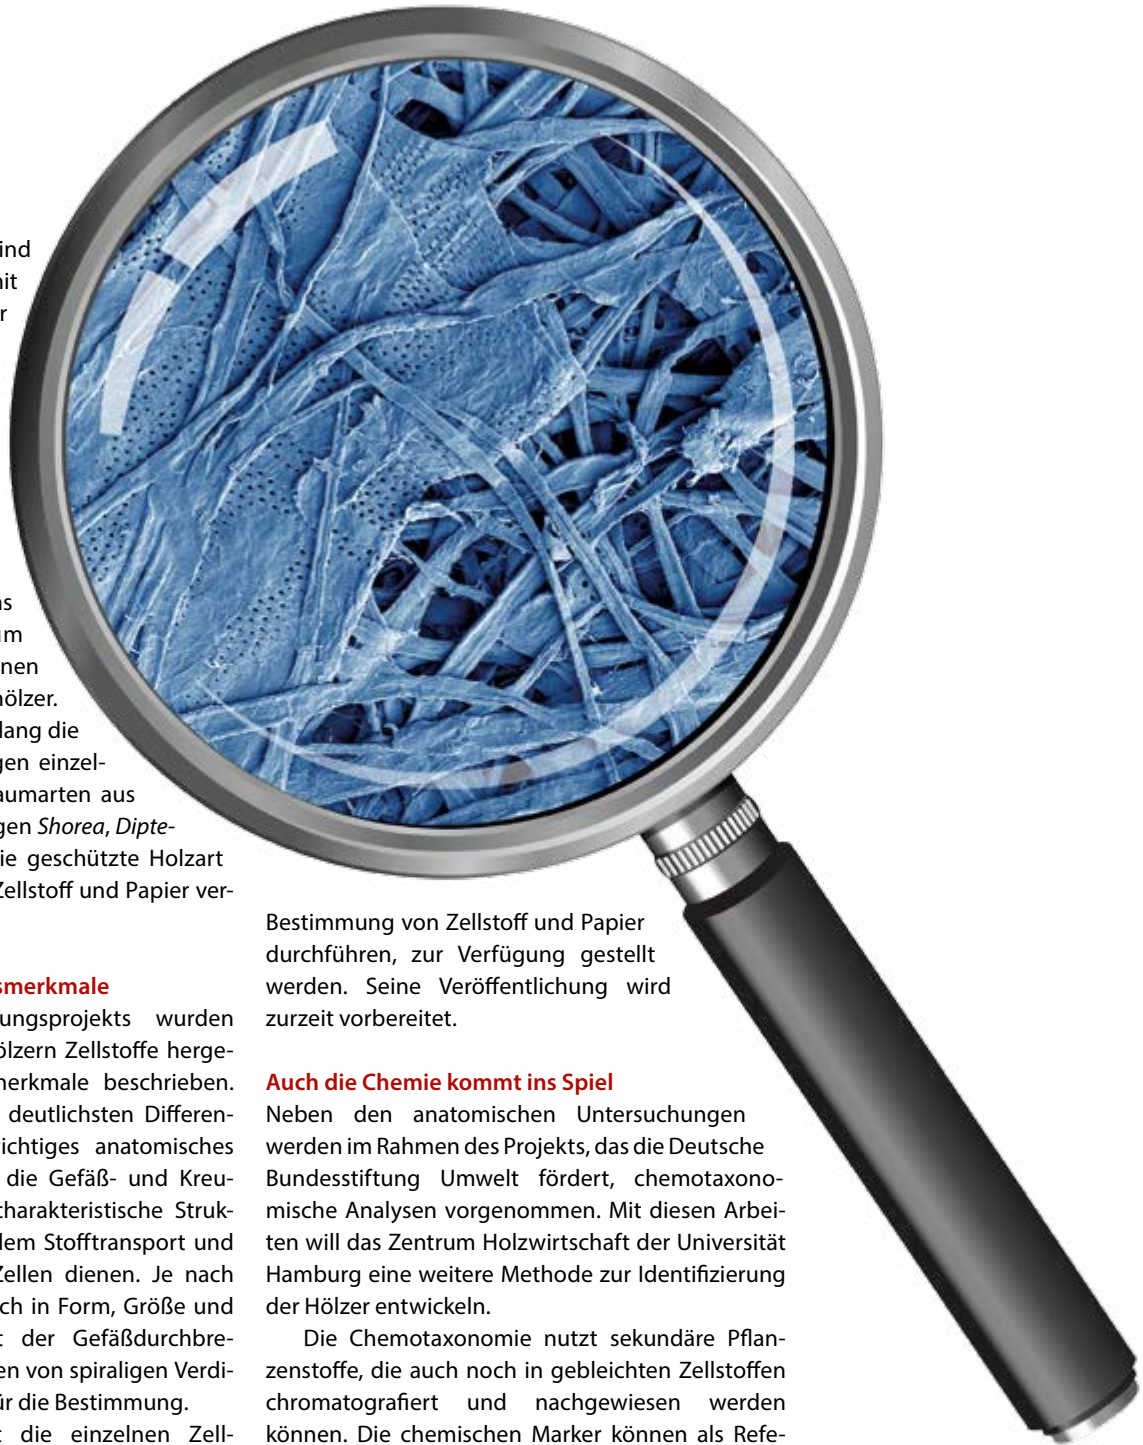 ind
nit
r
as
um
nen
hölzer.
lang die
gen einzel-
aumarten aus
gen Shorea, Dipte-
ie geschützte Holzart
Zellstoff und Papier ver-
smerkmale
ungsprojekts wurden
ölzern Zellstoffe herge-
merkmale beschrieben.
deutlichsten Differen-
ichtiges anatomisches
die Gefäß- und Kreu-
charakteristische Struk-
dem Stofftransport und
Zellen dienen. Je nach
ch in Form, Größe und
t der Gefäßdurchbre-
en von spiraligen Verdi-
ür die Bestimmung.
t die einzelnen Zell-
Bestimmung von Zellstoff und Papier
durchführen, zur Verfügung gestellt
werden. Seine Veröffentlichung wird
zurzeit vorbereitet.
Auch die Chemie kommt ins Spiel
Neben den anatomischen Untersuchungen
werden im Rahmen des Projekts, das die Deutsche
Bundesstiftung Umwelt fördert, chemotaxono-
mische Analysen vorgenommen. Mit diesen Arbei-
ten will das Zentrum Holzwirtschaft der Universität
Hamburg eine weitere Methode zur Identifizierung
der Hölzer entwickeln.
Die Chemotaxonomie nutzt sekundäre Pflan-
zenstoffe, die auch noch in gebleichten Zellstoffen
chromatografiert und nachgewiesen werden
können. Die chemischen Marker können als Refe-